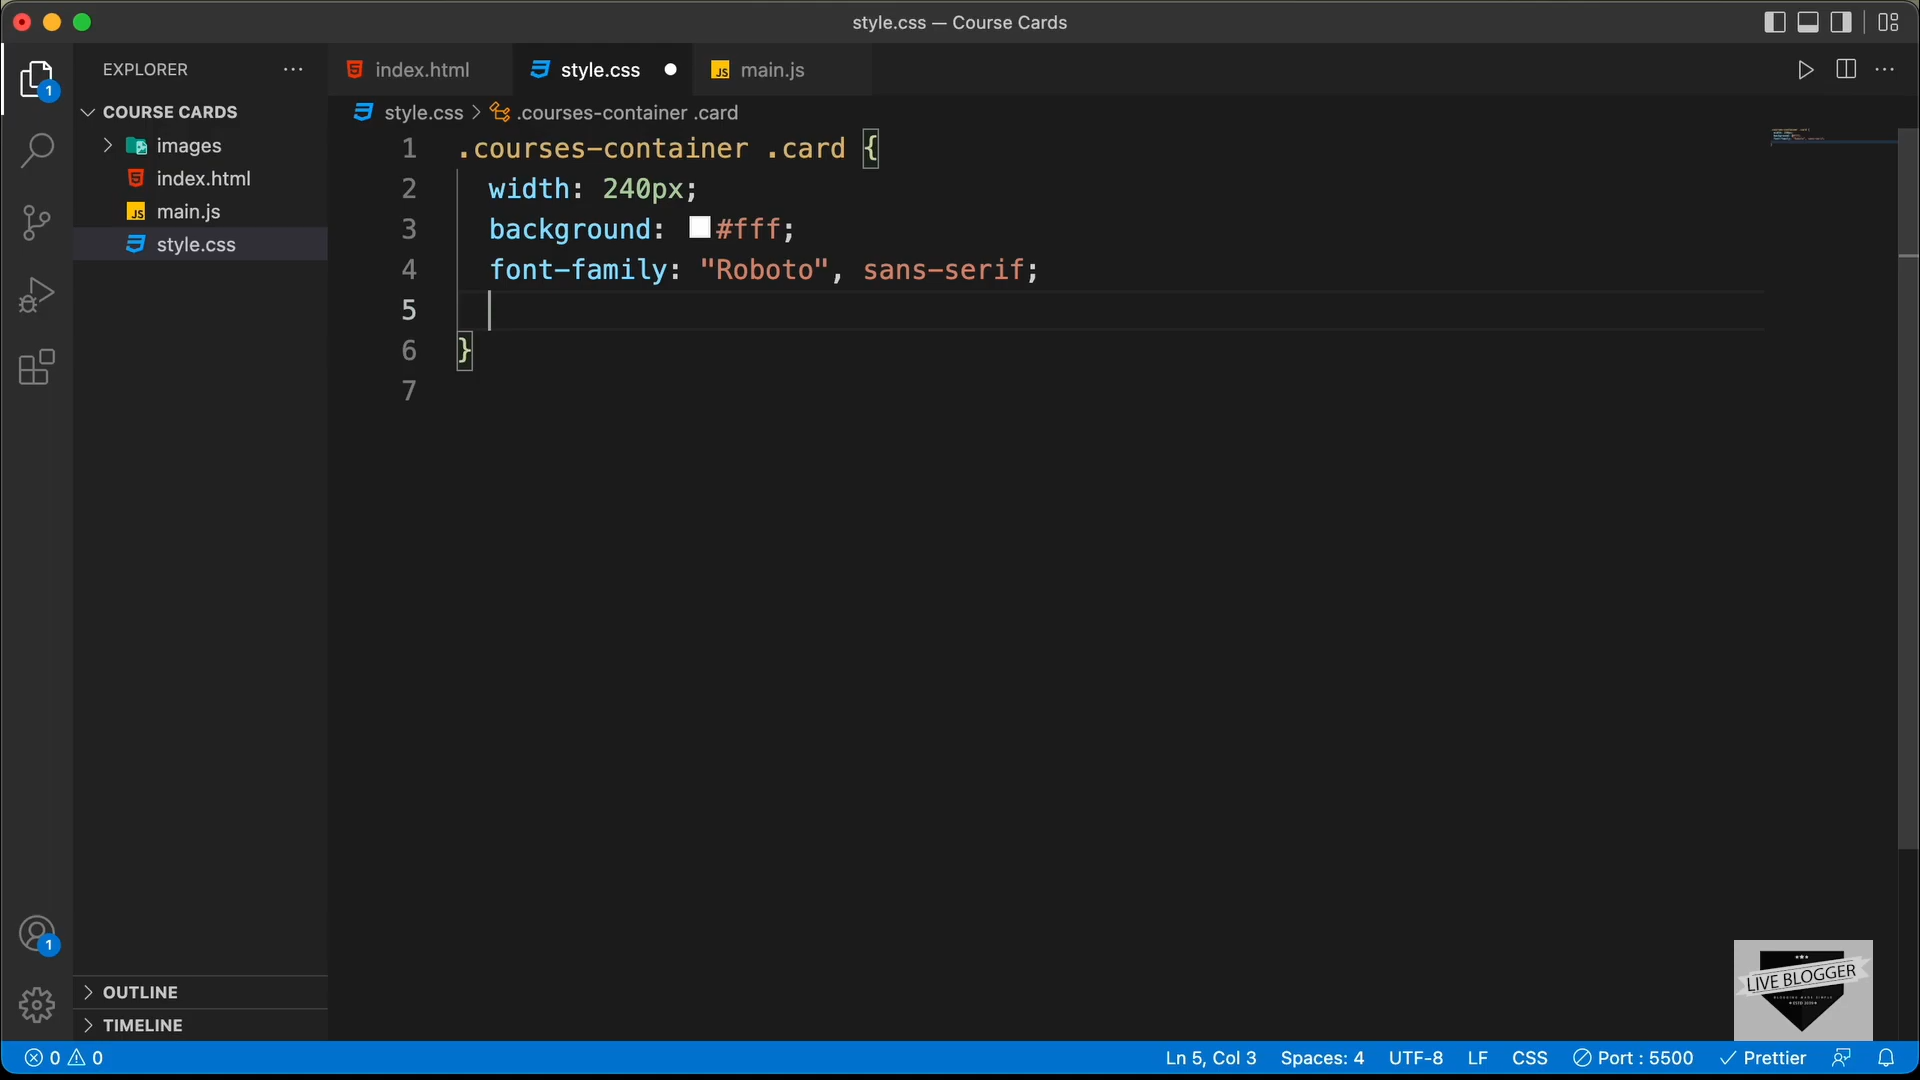 style.css — Course Cards
EXPLORER
index.html
style.css
main.js
1
COURSE CARDS
style.css > .courses-container .card
images
index.html
main.js
style.css
1 .courses-container .card {
2 width: 240px;
3 background: #fff;
4 font-family: "Roboto", sans-serif;
5
6 }
7
1
OUTLINE
TIMELINE
LIVE BLOGGER
0 0
Ln 5, Col 3
Spaces: 4
UTF-8
LF
CSS
Port : 5500
Prettier